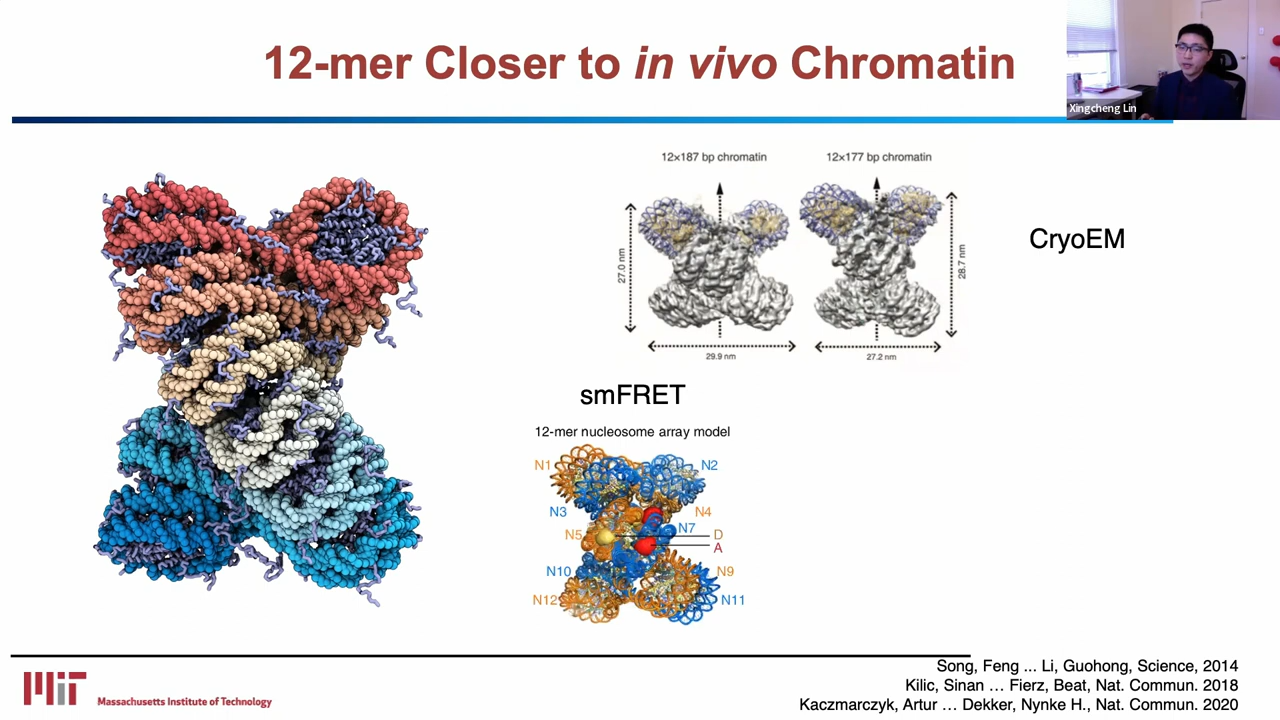 12-mer Closer to in vivo Chromatin
Xingcheng Lin
12×187 bp chromatin
12×177 bp chromatin
27.0 nm
28.7 nm
29.9 nm
27.2 nm
CryoEM
smFRET
12-mer nucleosome array model
N1
N2
N3
N4
N5
N7
D
A
N10
N9
N12
N11
Song, Feng ... Li, Guohong, Science, 2014
Kilic, Sinan … Fierz, Beat, Nat. Commun. 2018
Kaczmarczyk, Artur … Dekker, Nynke H., Nat. Commun. 2020
MIT
Massachusetts Institute of Technology